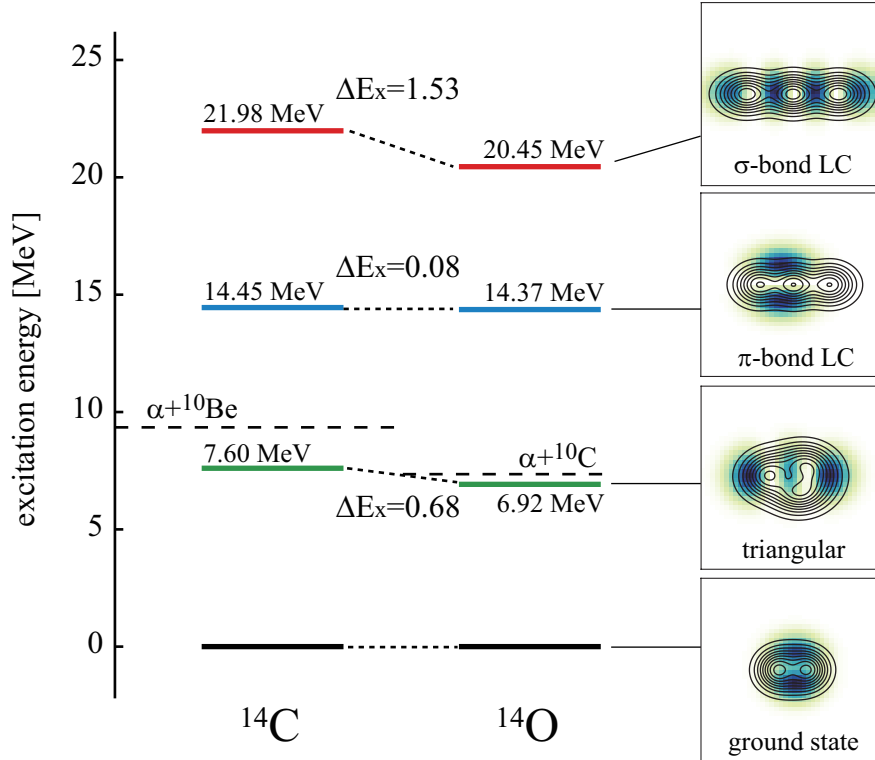 excitation energy [MeV]
25
20
15
10
5
0
ΔEx=1.53
21.98 MeV
20.45 MeV
σ-bond LC
ΔEx=0.08
14.45 MeV
14.37 MeV
π-bond LC
α+¹⁰Be
7.60 MeV
α+¹⁰C
ΔEx=0.68
6.92 MeV
triangular
¹⁴C
¹⁴O
ground state